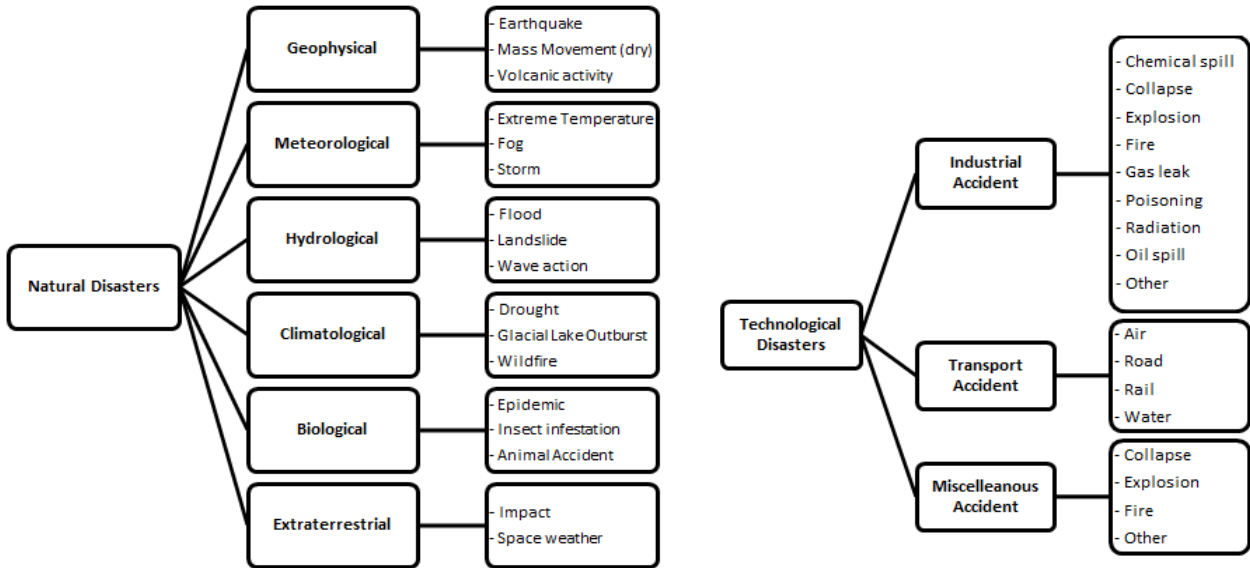 Natural Disasters
Geophysical
- Earthquake
- Mass Movement (dry)
- Volcanic activity
Meteorological
- Extreme Temperature
- Fog
- Storm
Hydrological
- Flood
- Landslide
- Wave action
Climatological
- Drought
- Glacial Lake Outburst
- Wildfire
Biological
- Epidemic
- Insect infestation
- Animal Accident
Extraterrestrial
- Impact
- Space weather
Technological
Disasters
Industrial
Accident
- Chemical spill
- Collapse
- Explosion
- Fire
- Gas leak
- Poisoning
- Radiation
- Oil spill
- Other
Transport
Accident
- Air
- Road
- Rail
- Water
Miscelleanous
Accident
- Collapse
- Explosion
- Fire
- Other